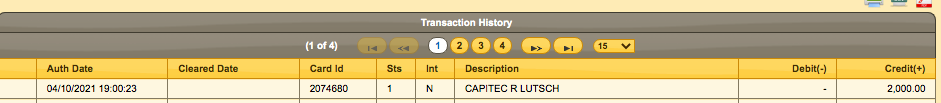 Transaction History
(1 of 4) 1 2 3 4 15
Auth Date Cleared Date Card Id Sts Int Description Debit(-) Credit(+)
04/10/2021 19:00:23 2074680 1 N CAPITEC R LUTSCH - 2,000.00